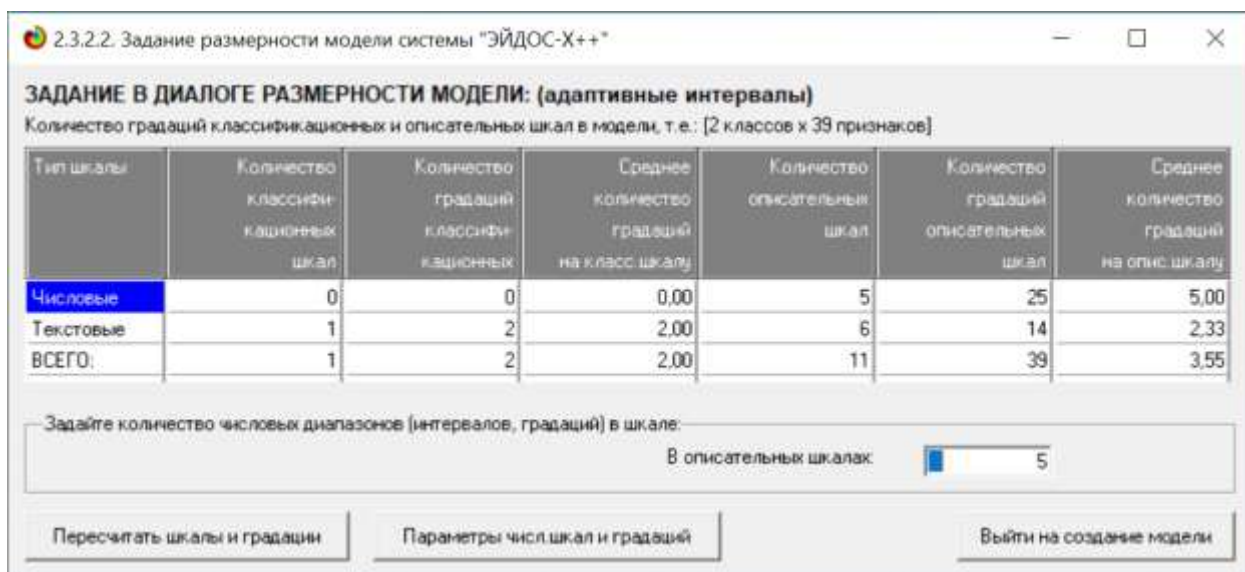 2.3.2.2. Задание размерности модели системы "ЭЙДОС-X++"
ЗАДАНИЕ В ДИАЛОГЕ РАЗМЕРНОСТИ МОДЕЛИ: (адаптивные интервалы)
Количество градаций классификационных и описательных шкал в модели, т.е.: [2 классов x 39 признаков]
Тип шкалы Количество Количество Среднее Количество Количество Среднее
классифи- градаций количество описательных градаций количество
кационных классифи- градаций шкал описательных градаций
шкал кационных на класс.шкалу шкал на опис.шкалу
Числовые 0 0 0,00 5 25 5,00
Текстовые 1 2 2,00 6 14 2,33
ВСЕГО: 1 2 2,00 11 39 3,55
Задайте количество числовых диапазонов (интервалов, градаций) в шкале:
В описательных шкалах: 5
Пересчитать шкалы и градации Параметры числ.шкал и градаций Выйти на создание модели